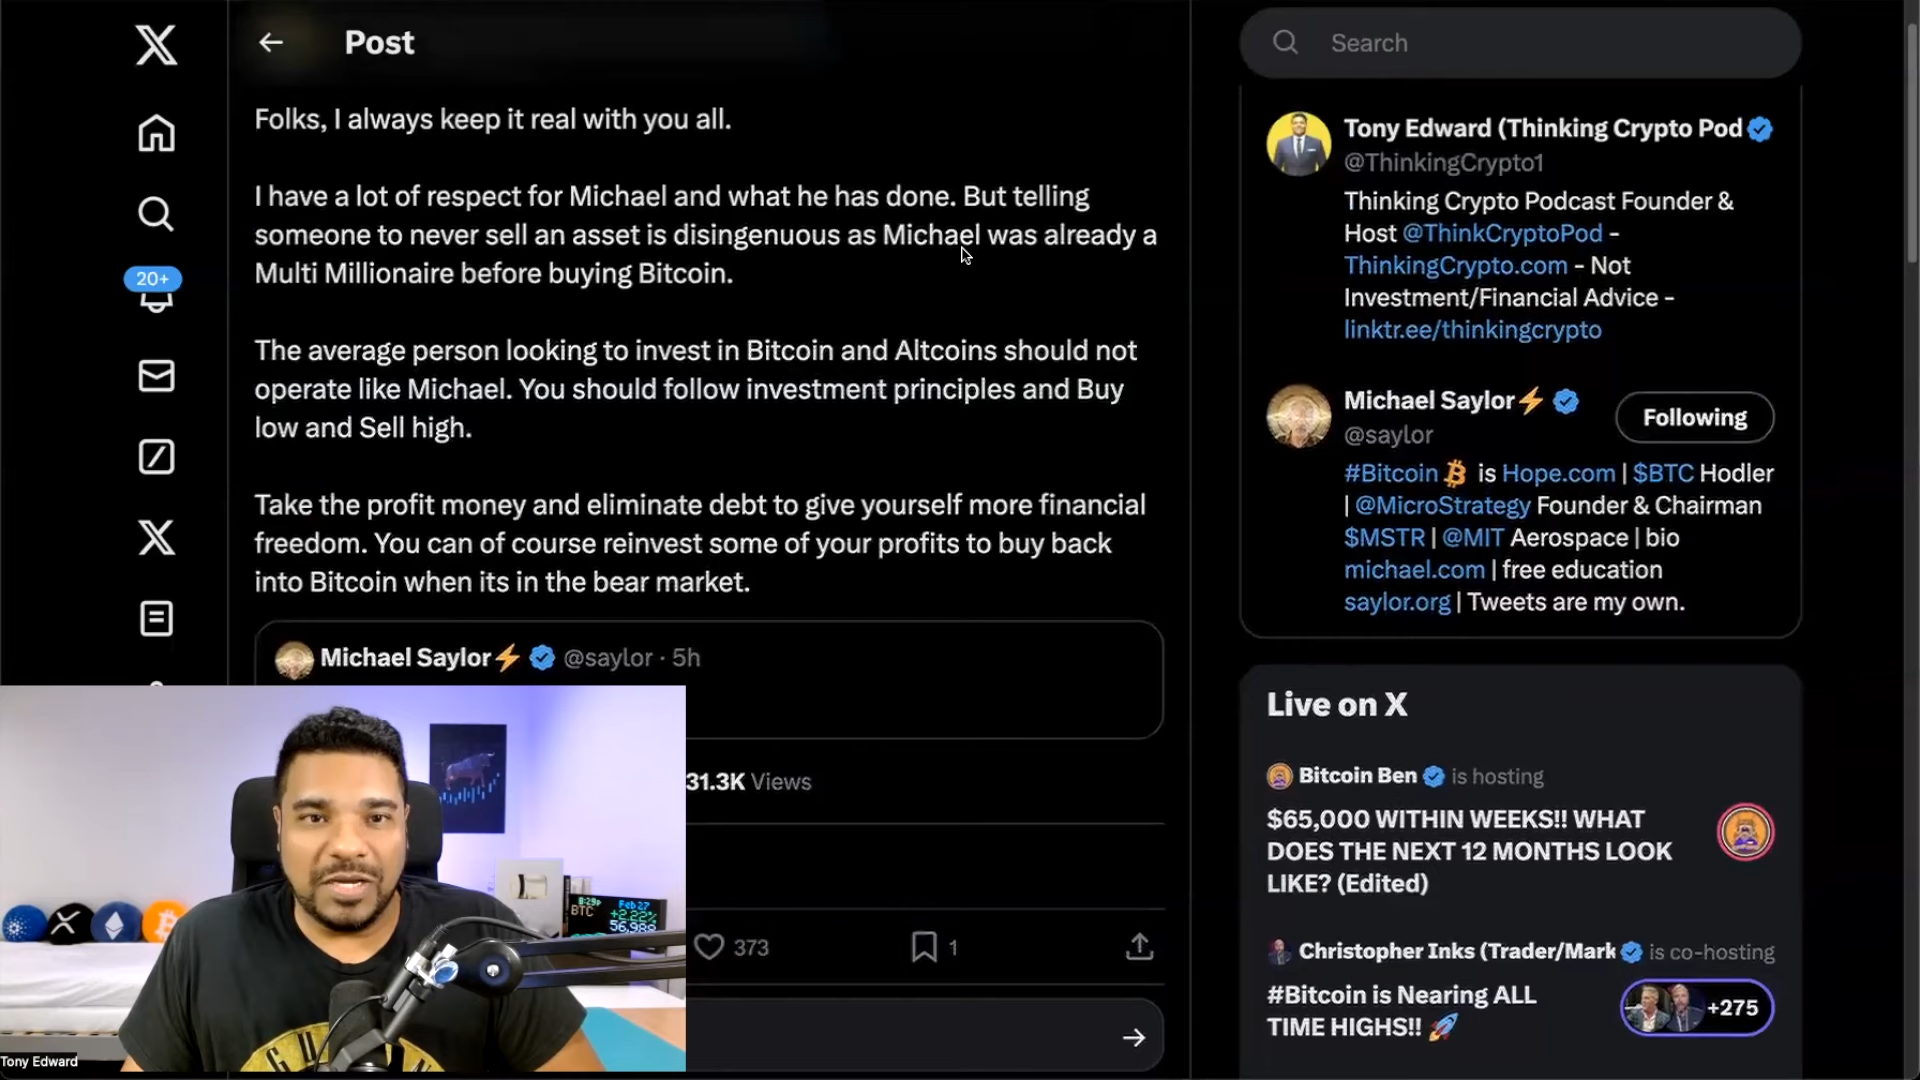 Post
Folks, I always keep it real with you all.
I have a lot of respect for Michael and what he has done. But telling
someone to never sell an asset is disingenuous as Michael was already a
Multi Millionaire before buying Bitcoin.
The average person looking to invest in Bitcoin and Altcoins should not
operate like Michael. You should follow investment principles and Buy
low and Sell high.
Take the profit money and eliminate debt to give yourself more financial
freedom. You can of course reinvest some of your profits to buy back
into Bitcoin when its in the bear market.
Michael Saylor⚡ @saylor · 5h
31.3K Views
373
1
20+
Search
Tony Edward (Thinking Crypto Pod
@ThinkingCrypto1
Thinking Crypto Podcast Founder &
Host @ThinkCryptoPod -
ThinkingCrypto.com - Not
Investment/Financial Advice -
linktr.ee/thinkingcrypto
Michael Saylor⚡
Following
@saylor
#Bitcoin is Hope.com | $BTC Hodler
| @MicroStrategy Founder & Chairman
$MSTR | @MIT Aerospace | bio
michael.com | free education
saylor.org | Tweets are my own.
Live on X
Bitcoin Ben is hosting
$65,000 WITHIN WEEKS!! WHAT
DOES THE NEXT 12 MONTHS LOOK
LIKE? (Edited)
Christopher Inks (Trader/Mark is co-hosting
#Bitcoin is Nearing ALL
TIME HIGHS!! 🚀
+275
8:29p Feb 27
BTC +2.22%
56,989
Tony Edward